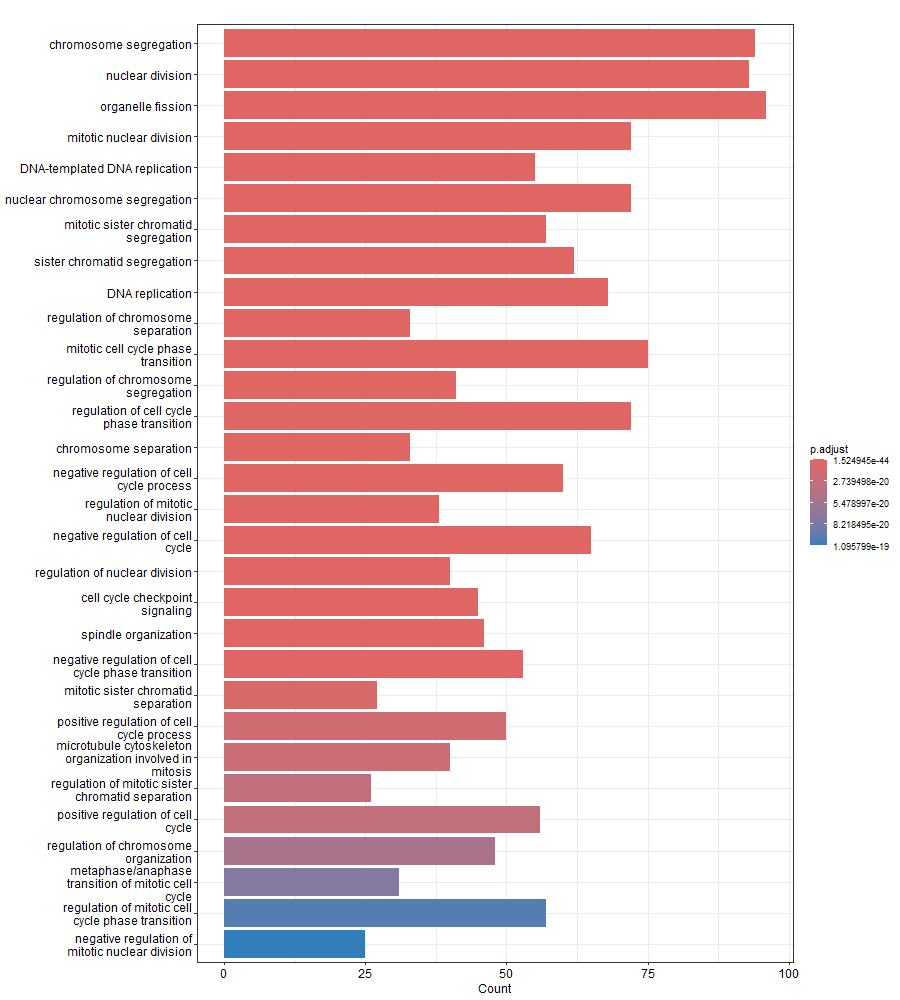 chromosome segregation
nuclear division
organelle fission
mitotic nuclear division
DNA-templated DNA replication
nuclear chromosome segregation
mitotic sister chromatid
segregation
sister chromatid segregation
DNA replication
regulation of chromosome
separation
mitotic cell cycle phase
transition
regulation of chromosome
segregation
regulation of cell cycle
phase transition
chromosome separation
negative regulation of cell
cycle process
regulation of mitotic
nuclear division
negative regulation of cell
cycle
regulation of nuclear division
cell cycle checkpoint
signaling
spindle organization
negative regulation of cell
cycle phase transition
mitotic sister chromatid
separation
positive regulation of cell
cycle process
microtubule cytoskeleton
organization involved in
mitosis
regulation of mitotic sister
chromatid separation
positive regulation of cell
cycle
regulation of chromosome
organization
metaphase/anaphase
transition of mitotic cell
cycle
regulation of mitotic cell
cycle phase transition
negative regulation of
mitotic nuclear division
0 25 50 75 100
Count
p.adjust
1.524945e-44
2.739498e-20
5.478997e-20
8.218495e-20
1.095799e-19